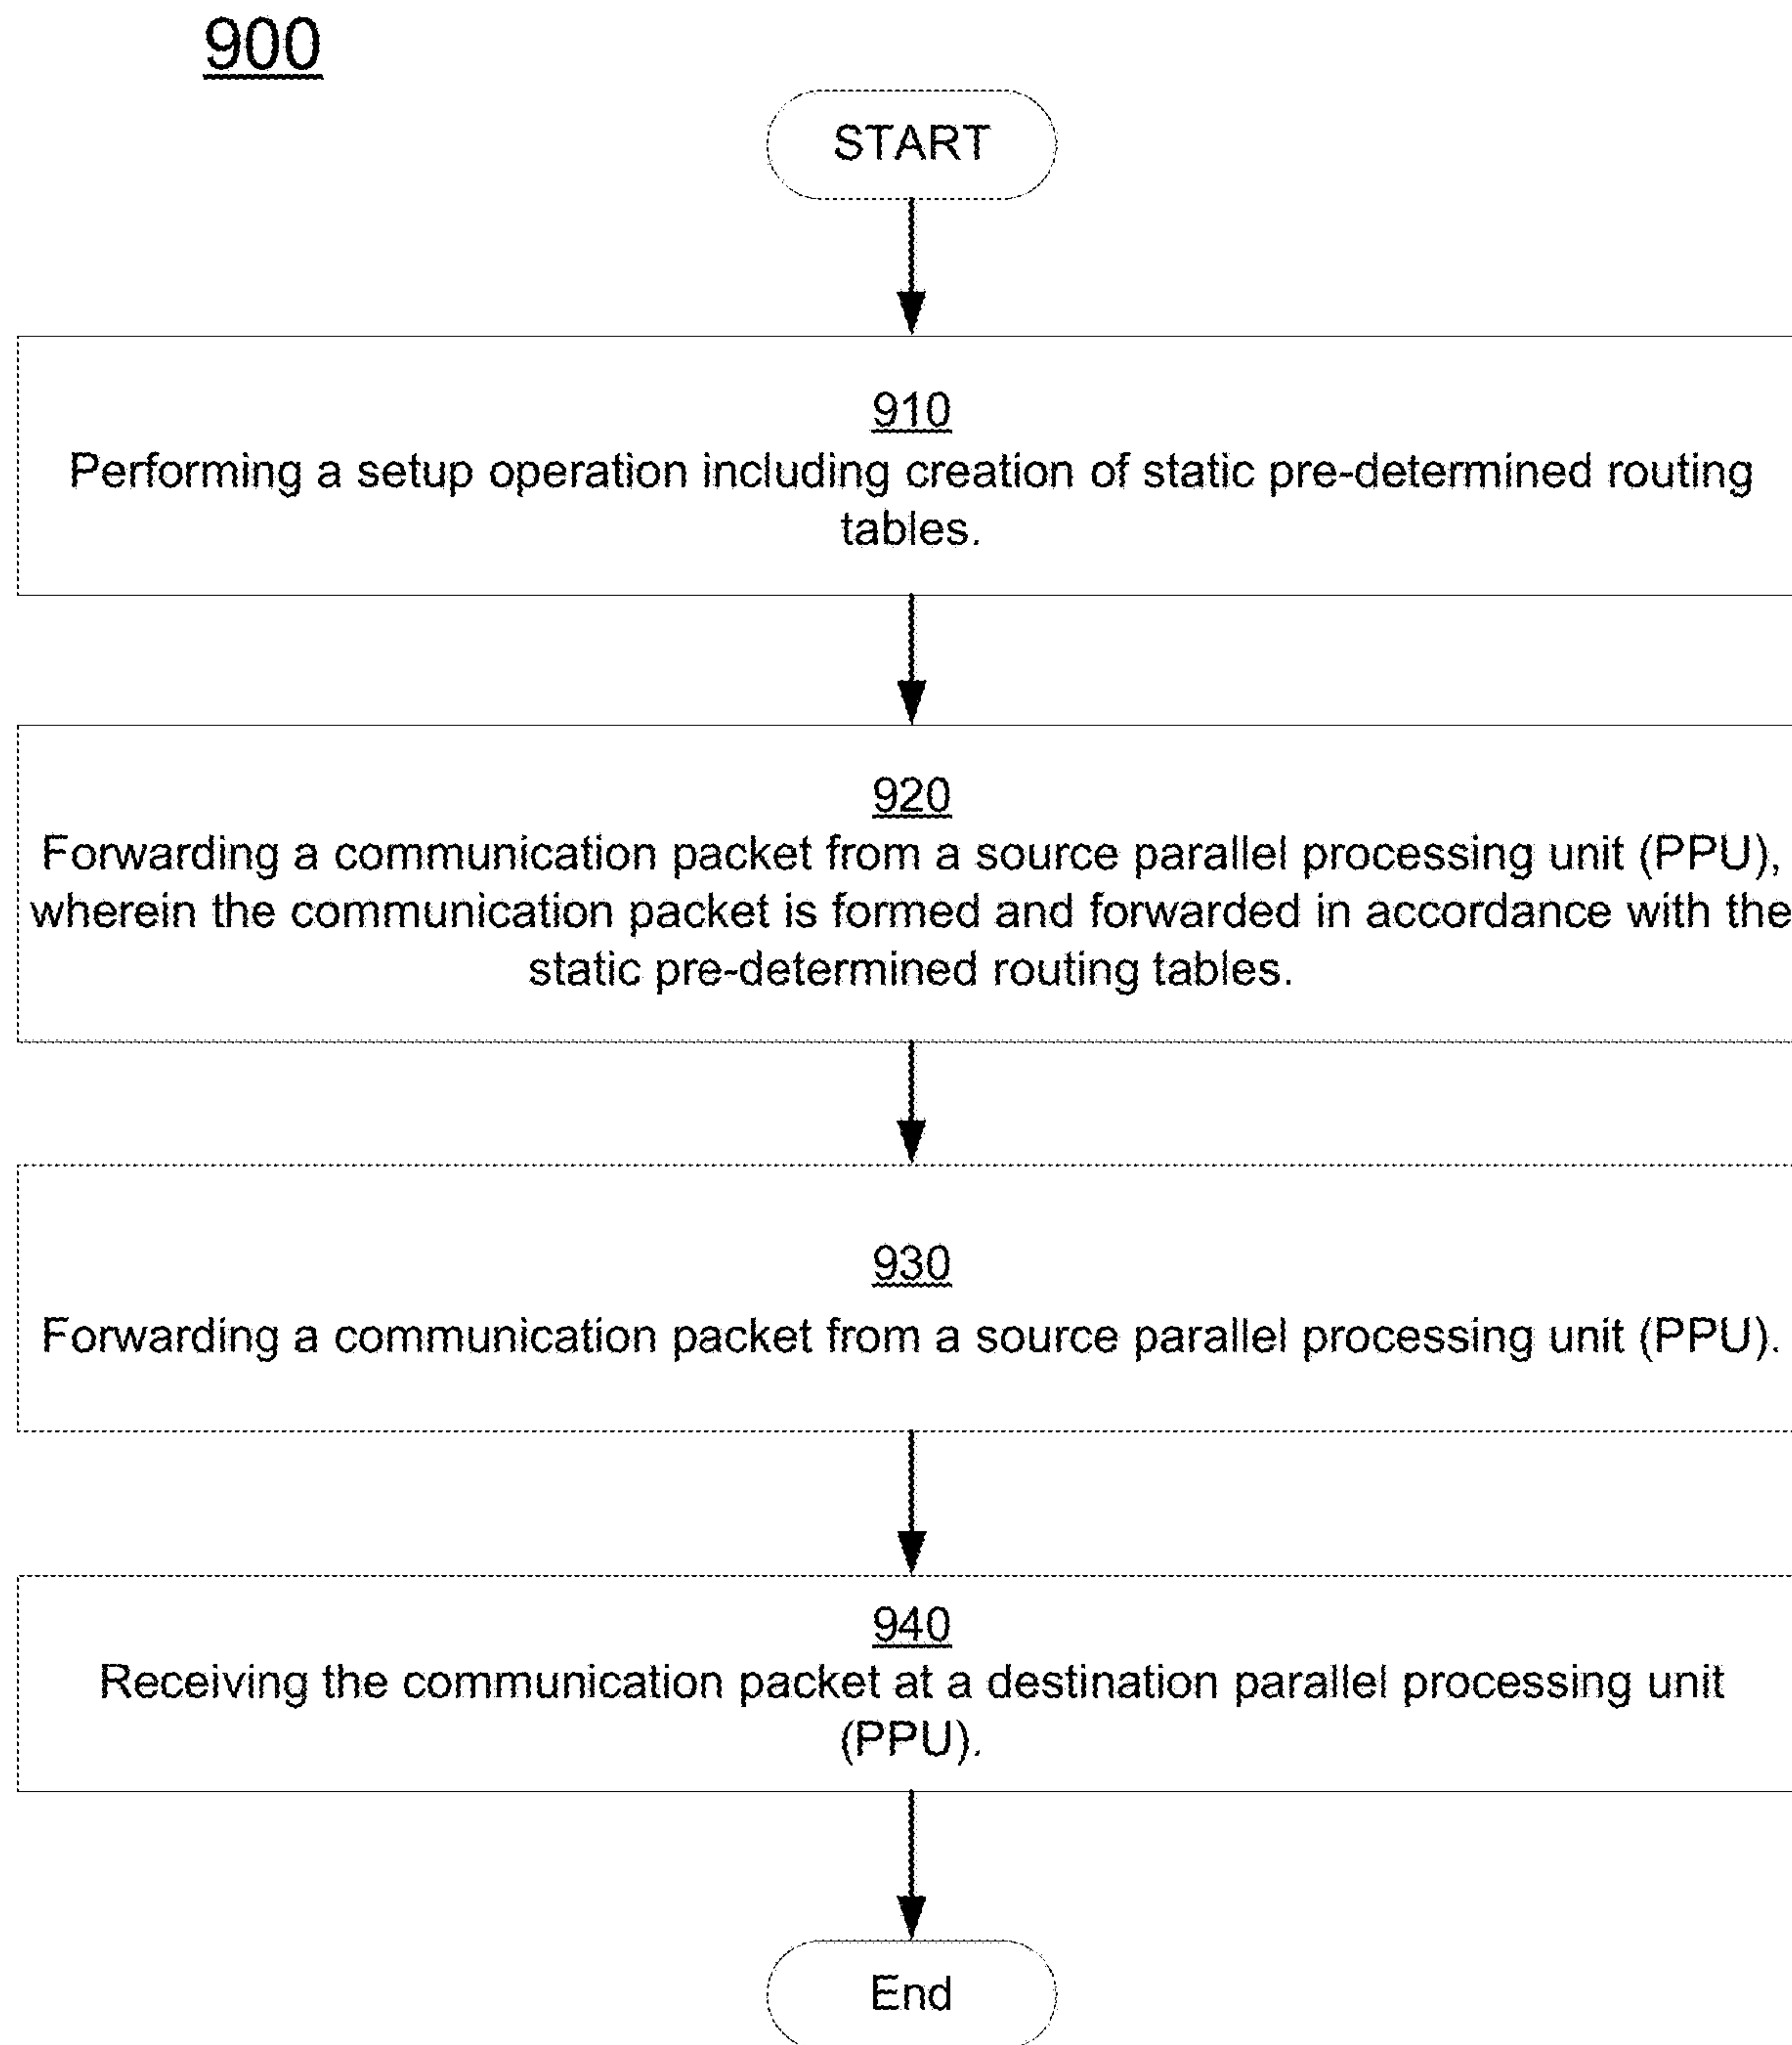 900
START
910
Performing a setup operation including creation of static pre-determined routing
tables.
920
Forwarding a communication packet from a source parallel processing unit (PPU),
wherein the communication packet is formed and forwarded in accordance with the
static pre-determined routing tables.
930
Forwarding a communication packet from a source parallel processing unit (PPU).
940
Receiving the communication packet at a destination parallel processing unit
(PPU).
End